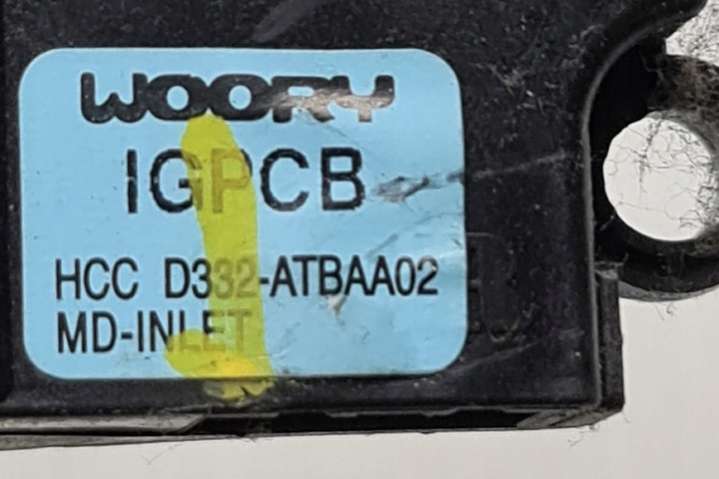 WOORY
IGPCB
HCC D332-ATBAA02
MD-INLET